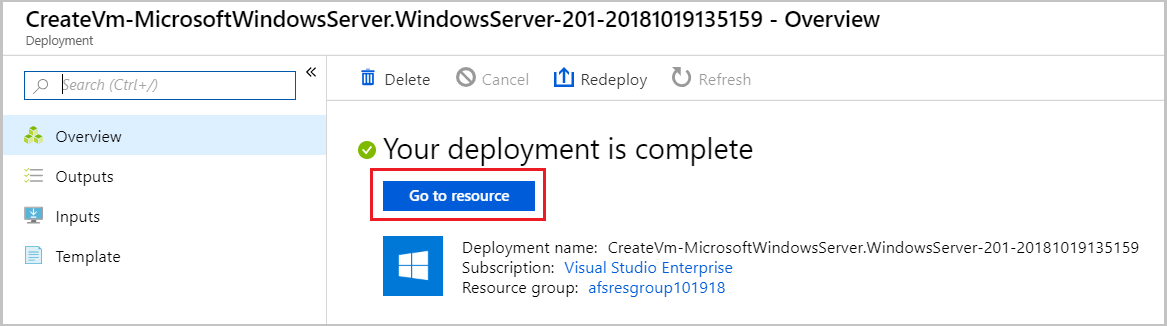 CreateVm-MicrosoftWindowsServer.WindowsServer-201-20181019135159 - Overview
Deployment
Search (Ctrl+/)
«
Delete
Cancel
Redeploy
Refresh
Overview
Outputs
Inputs
Template
Your deployment is complete
Go to resource
Deployment name: CreateVm-MicrosoftWindowsServer.WindowsServer-201-20181019135159
Subscription: Visual Studio Enterprise
Resource group: afsresgroup101918